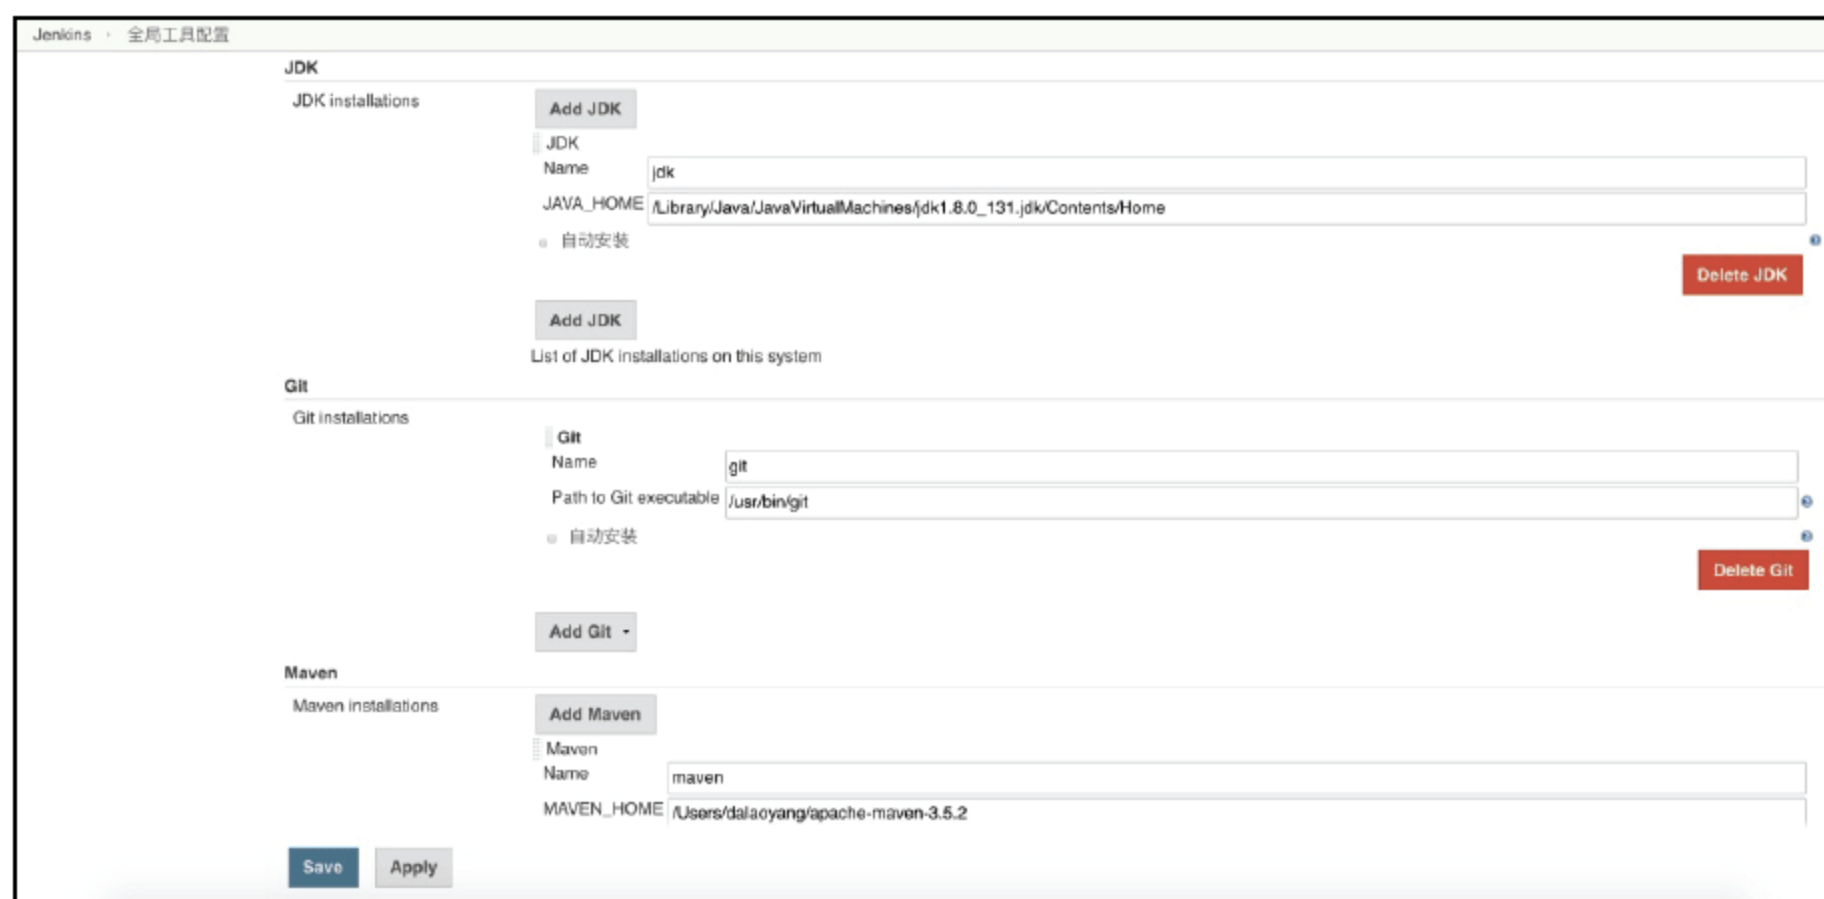 Jenkins › 全局工具配置
JDK
JDK installations
Add JDK
JDK
Name jdk
JAVA_HOME /Library/Java/JavaVirtualMachines/jdk1.8.0_131.jdk/Contents/Home
自动安装
Delete JDK
Add JDK
List of JDK installations on this system
Git
Git installations
Git
Name git
Path to Git executable /usr/bin/git
自动安装
Delete Git
Add Git
Maven
Maven installations
Add Maven
Maven
Name maven
MAVEN_HOME /Users/dalaoyang/apache-maven-3.5.2
Save Apply